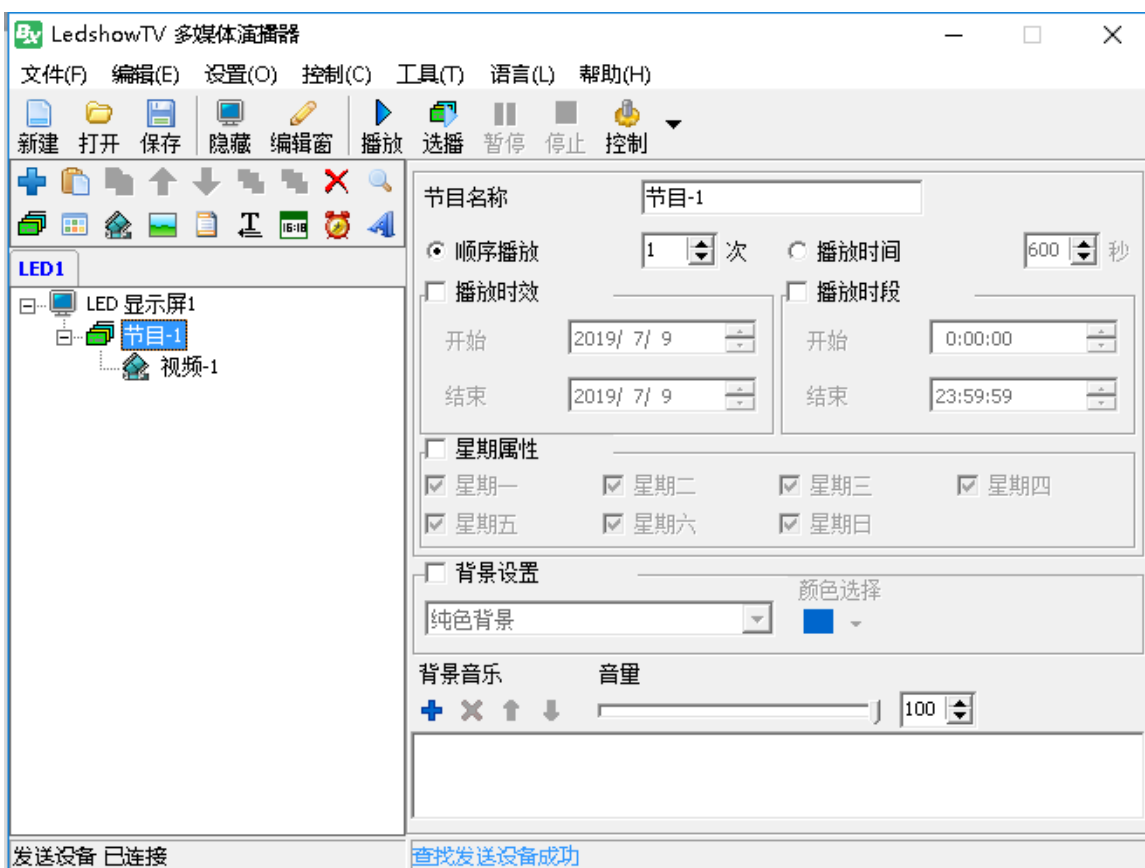 LedshowTV 多媒体演播器
文件(F) 编辑(E) 设置(O) 控制(C) 工具(T) 语言(L) 帮助(H)
新建 打开 保存 隐藏 编辑窗 播放 选播 暂停 停止 控制
16:18
LED1
LED 显示屏1
节目-1
视频-1
节目名称 节目-1
顺序播放 1 次 播放时间 600 秒
播放时效 播放时段
开始 2019/ 7/ 9 开始 0:00:00
结束 2019/ 7/ 9 结束 23:59:59
星期属性
星期一 星期二 星期三 星期四
星期五 星期六 星期日
背景设置
颜色选择
纯色背景
背景音乐 音量
100
发送设备 已连接 查找发送设备成功